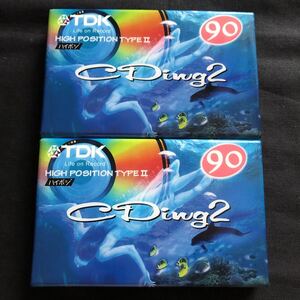 TDK
90
Life on Record
HIGH POSITION TYPE II
ハイポジ
CDing2
TDK
90
Life on Record
HIGH POSITION TYPE II
ハイポジ
CDing2